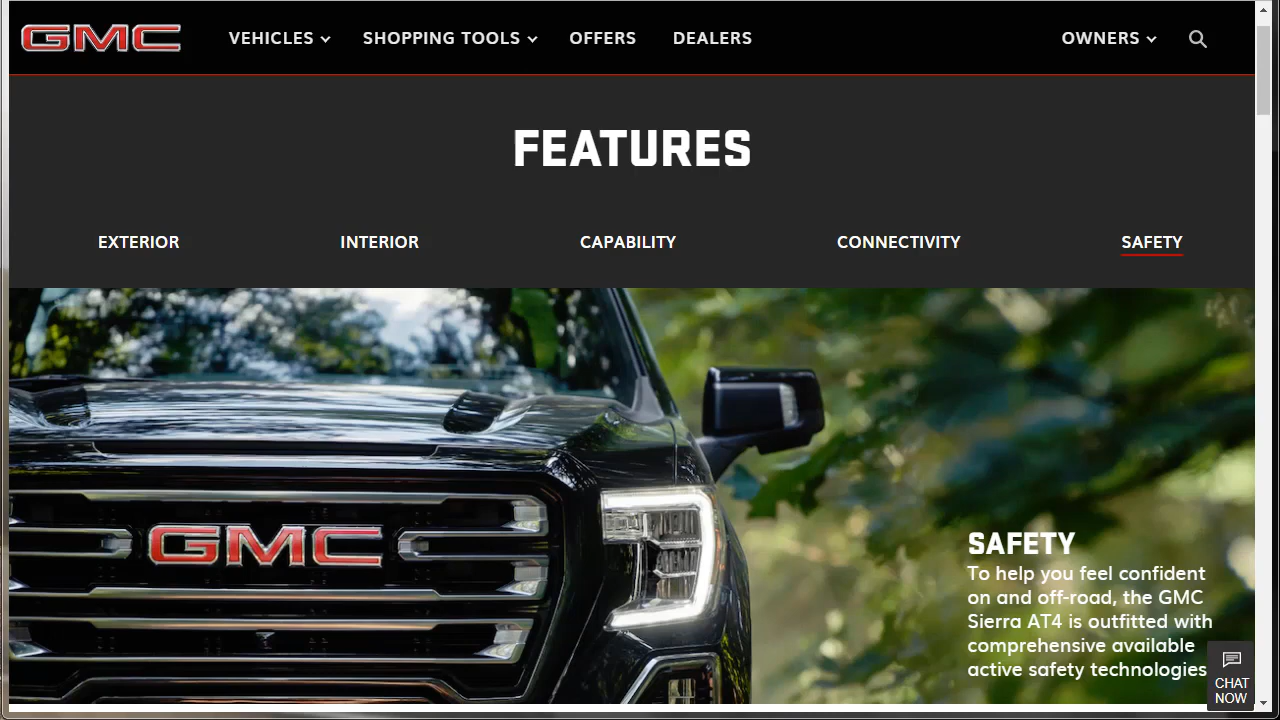 GMC
VEHICLES
SHOPPING TOOLS
OFFERS
DEALERS
OWNERS
FEATURES
EXTERIOR
INTERIOR
CAPABILITY
CONNECTIVITY
SAFETY
GMC
SAFETY
To help you feel confident
on and off-road, the GMC
Sierra AT4 is outfitted with
comprehensive available
active safety technologies
CHAT
NOW